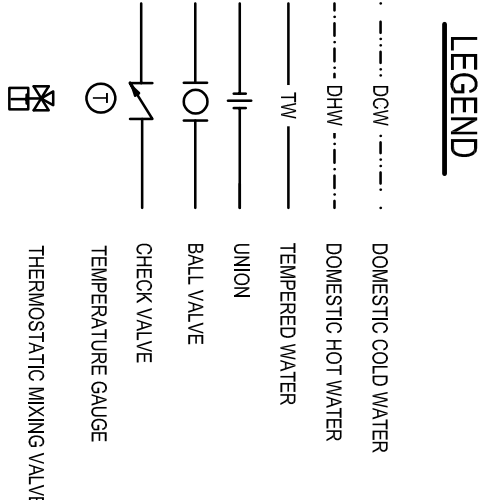 LEGEND
DCW DOMESTIC COLD WATER
DHW DOMESTIC HOT WATER
TW TEMPERED WATER
UNION
BALL VALVE
CHECK VALVE
T TEMPERATURE GAUGE
THERMOSTATIC MIXING VALVE